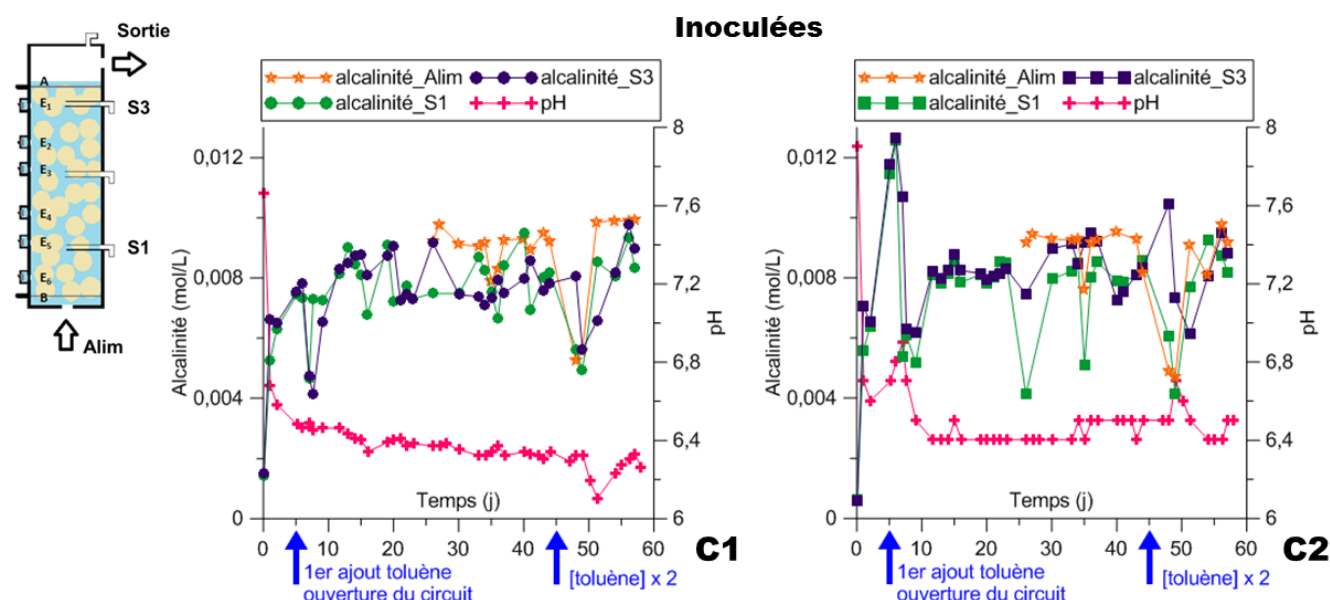 Inoculées
Sortie
A
E1
S3
E2
E3
E4
E5
S1
E6
B
Alim
alcalinité_Alim
alcalinité_S3
alcalinité_S1
pH
Alcalinité (mol/L)
0,012
0,008
0,004
0
8
7,6
7,2
6,8
6,4
6
pH
Temps (j)
0 10 20 30 40 50 60
C1
1er ajout toluène
ouverture du circuit
[toluène] x 2
alcalinité_Alim
alcalinité_S3
alcalinité_S1
pH
Alcalinité (mol/L)
0,012
0,008
0,004
0
8
7,6
7,2
6,8
6,4
6
pH
Temps (j)
0 10 20 30 40 50 60
C2
1er ajout toluène
ouverture du circuit
[toluène] x 2